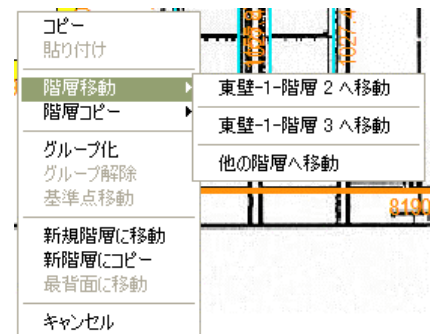 コピー
貼り付け
階層移動
階層コピー
グループ化
グループ解除
基準点移動
新規階層に移動
新階層にコピー
最背面に移動
キャンセル
東壁-1-階層 2 へ移動
東壁-1-階層 3 へ移動
他の階層へ移動
8190